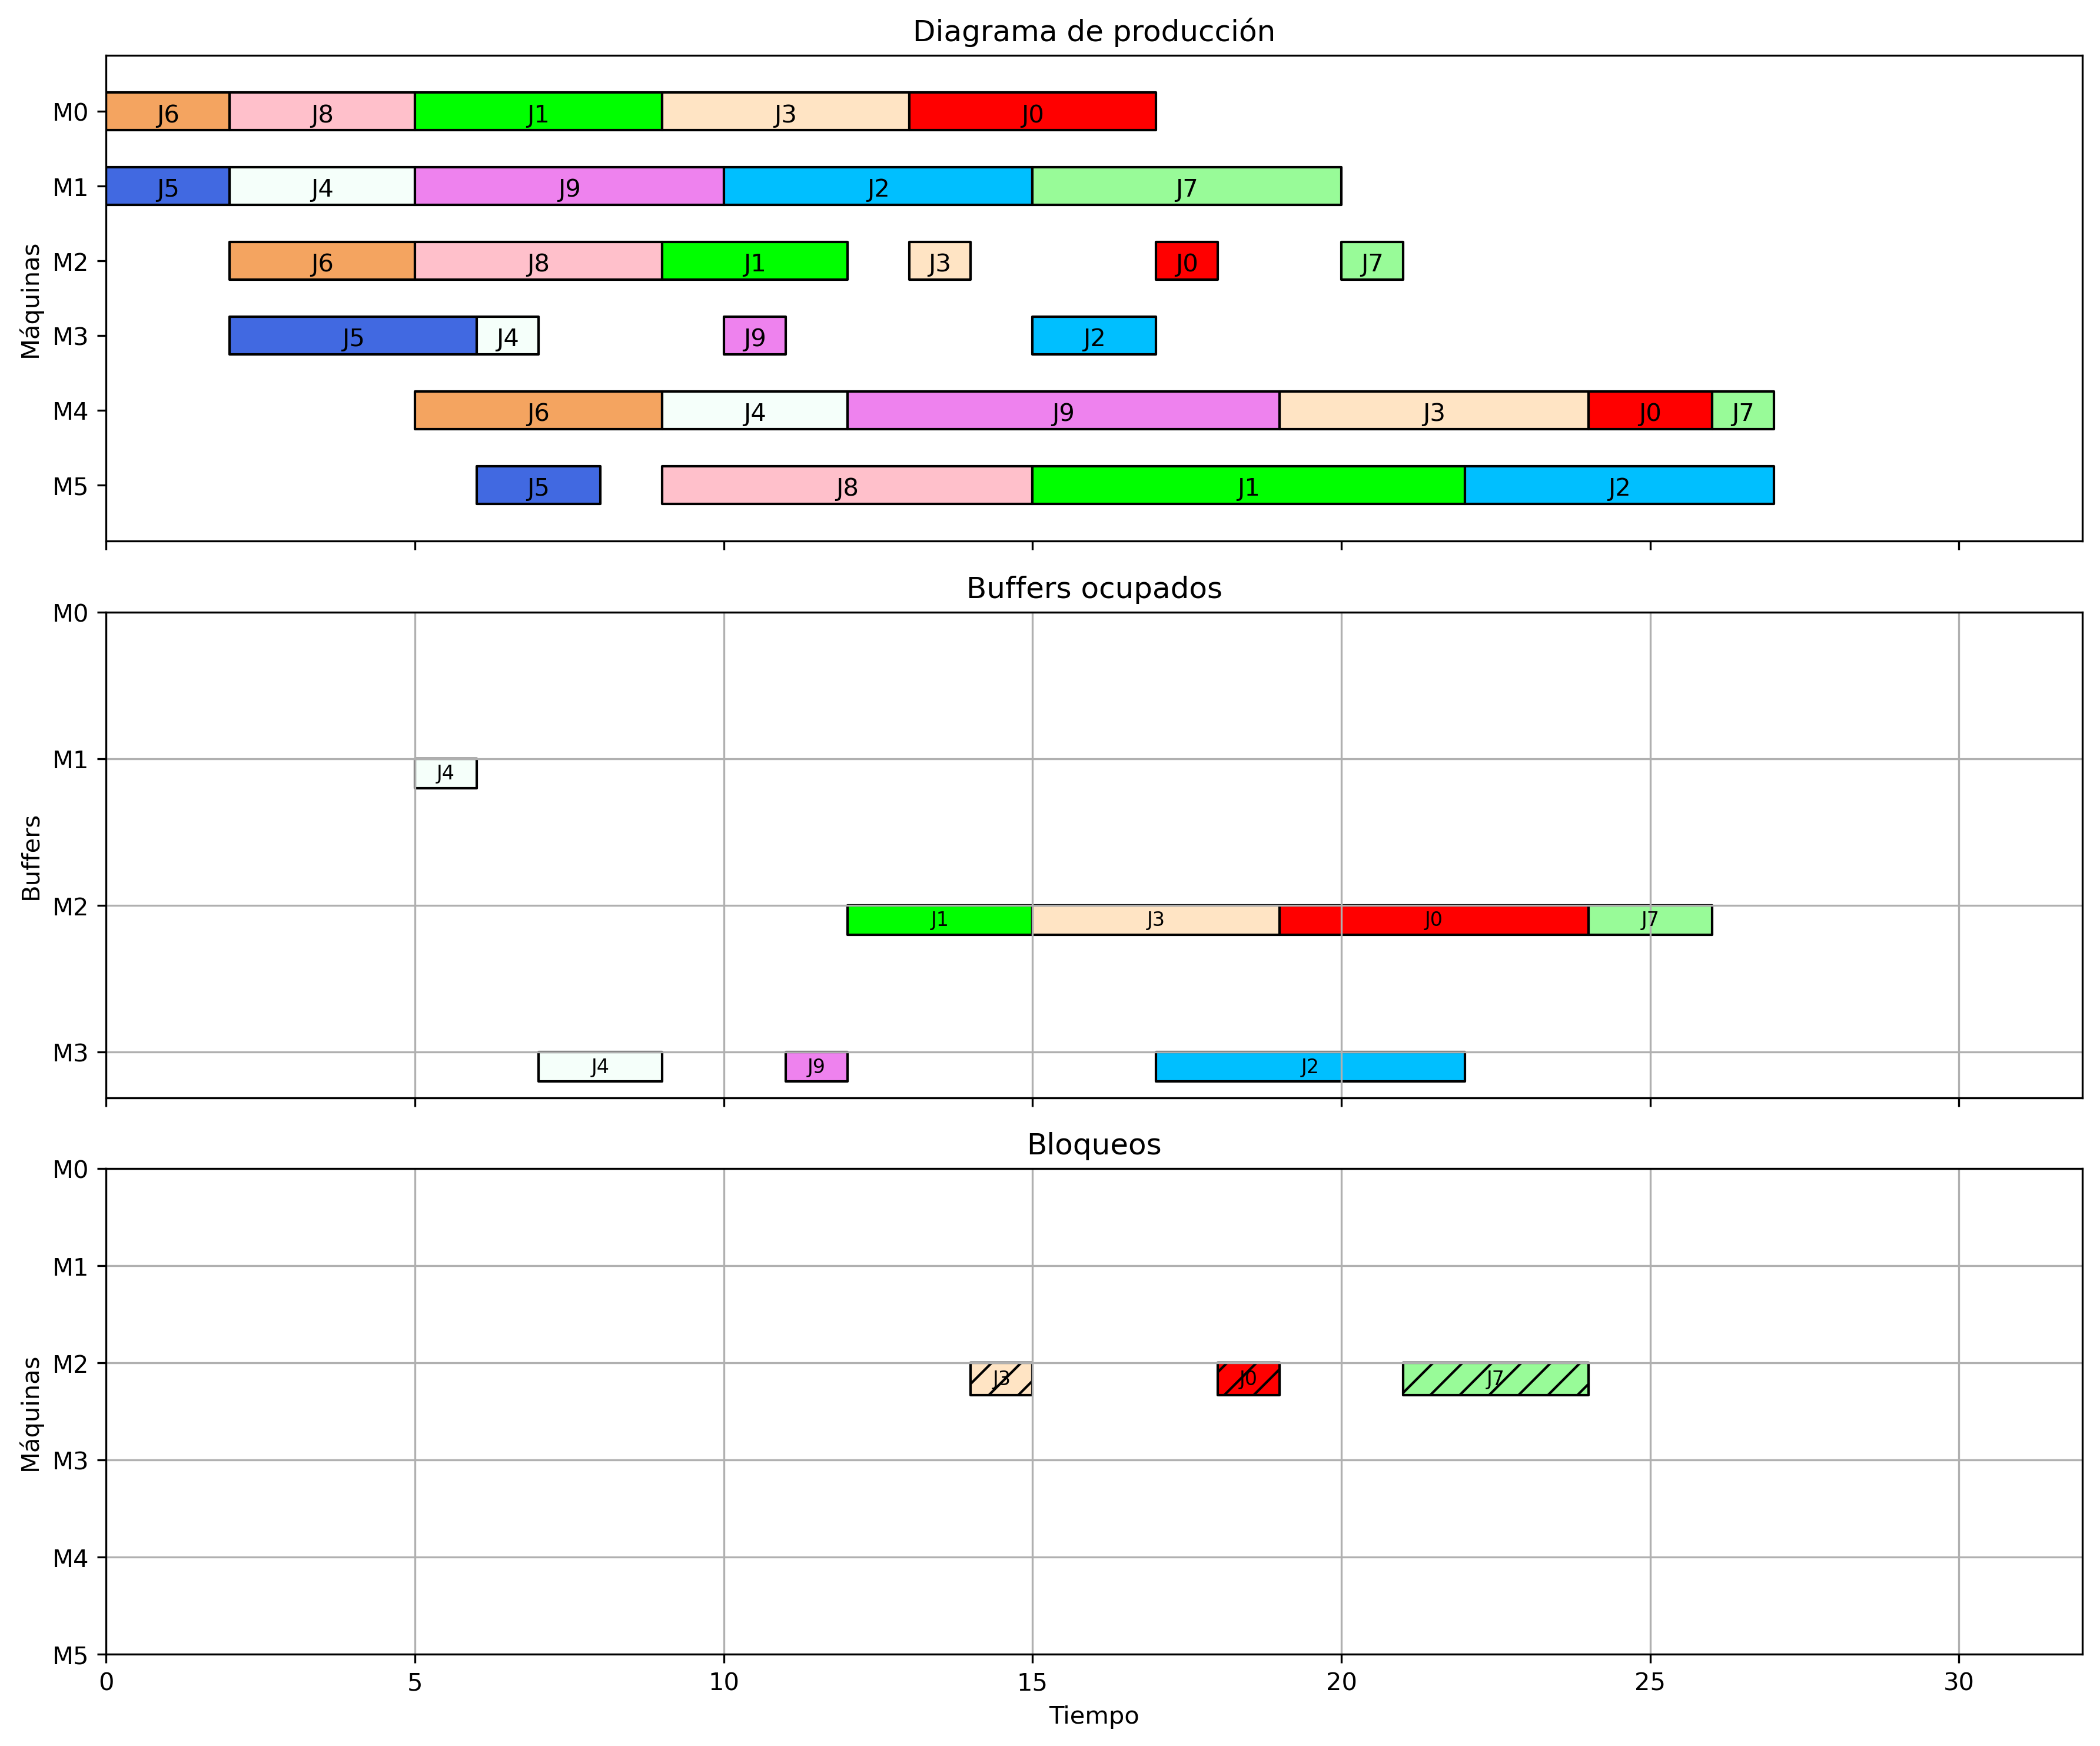 Diagrama de producción
Máquinas
M0 J6 J8 J1 J3 J0
M1 J5 J4 J9 J2 J7
M2 J6 J8 J1 J3 J0 J7
M3 J5 J4 J9 J2
M4 J6 J4 J9 J3 J0 J7
M5 J5 J8 J1 J2
Buffers ocupados
Buffers
M0
M1 J4
M2 J1 J3 J0 J7
M3 J4 J9 J2
Bloqueos
Máquinas
M0
M1
M2 J3 J0 J7
M3
M4
M5
0 5 10 15 20 25 30
Tiempo